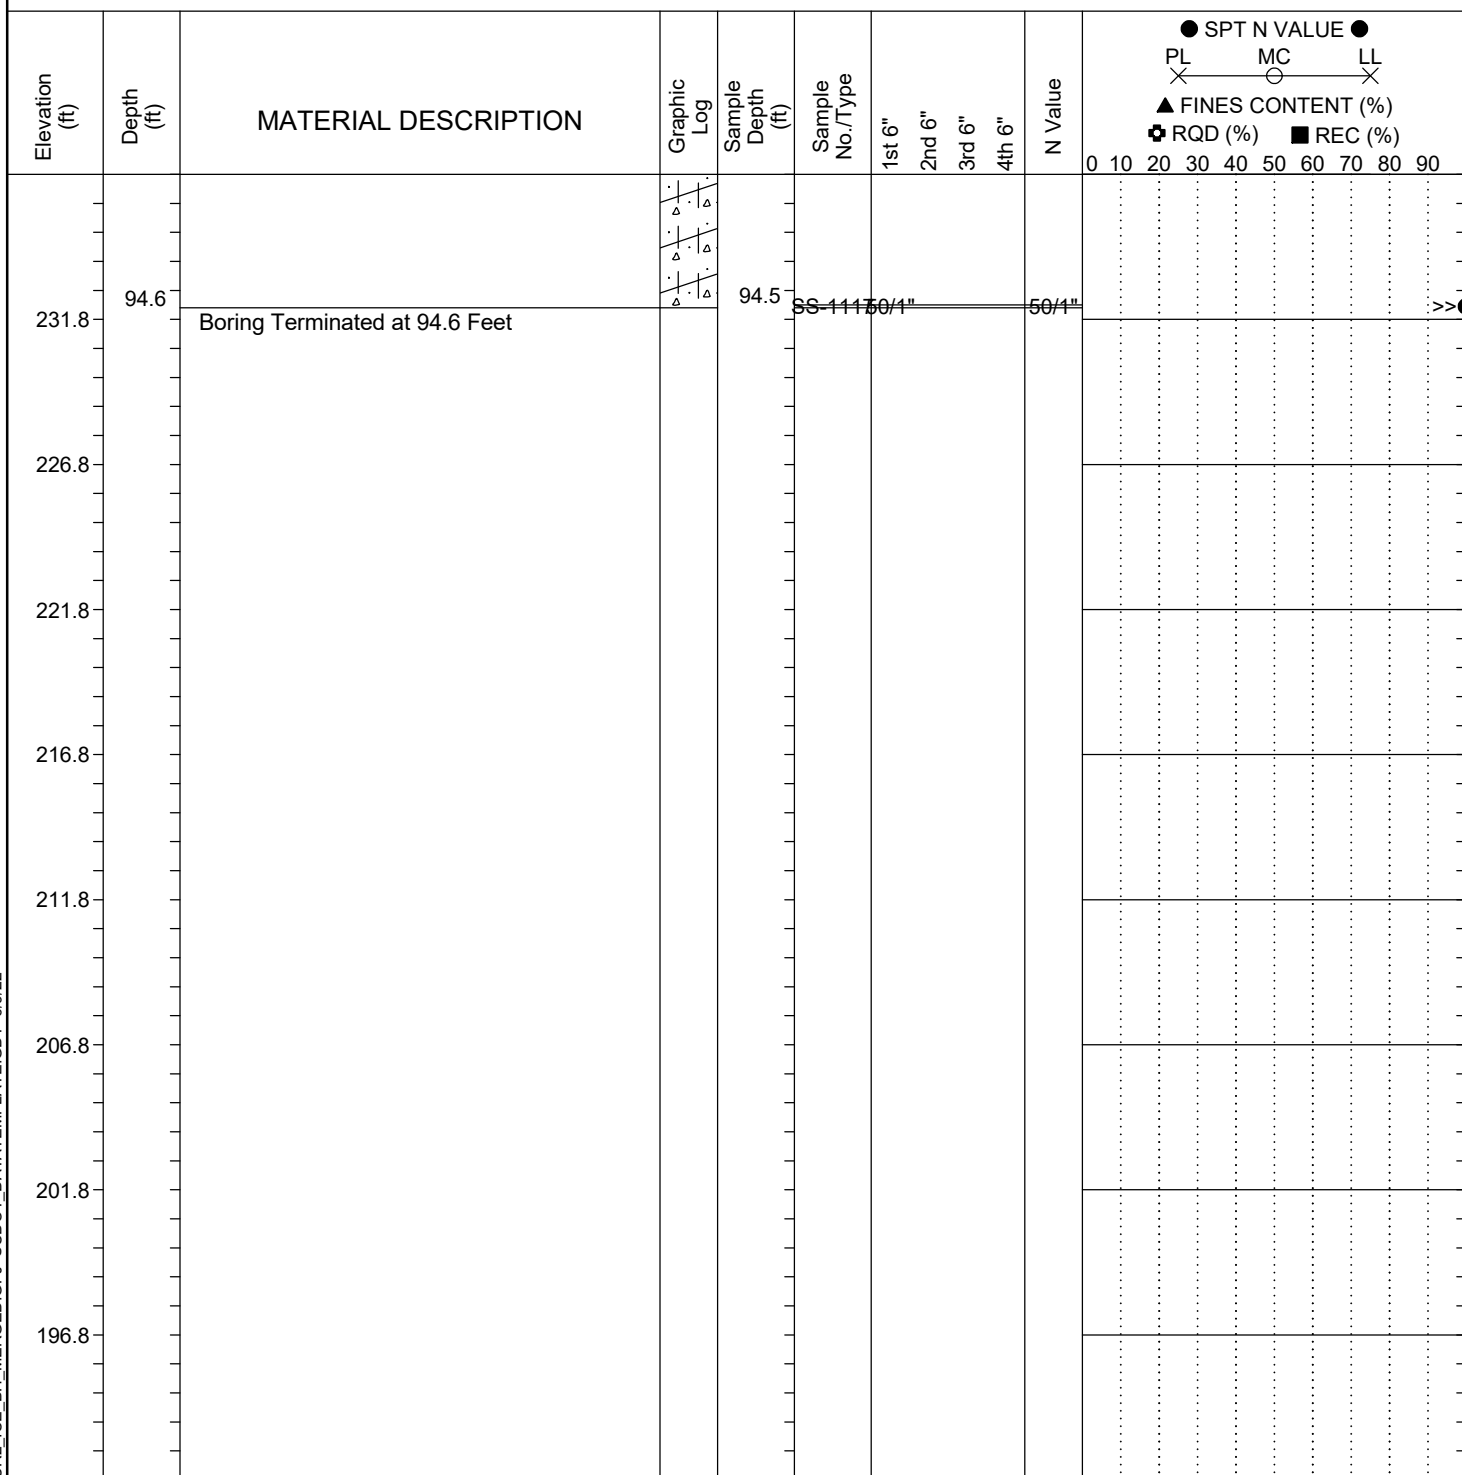 ● SPT N VALUE ●
PL MC LL
▲ FINES CONTENT (%)
RQD (%) ■ REC (%)
Elevation (ft)
Depth (ft)
MATERIAL DESCRIPTION
Graphic Log
Sample Depth (ft)
Sample No./Type
1st 6"
2nd 6"
3rd 6"
4th 6"
N Value
0 10 20 30 40 50 60 70 80 90
94.6 94.5 50/1" 50/1" >>
231.8
Boring Terminated at 94.6 Feet
226.8
221.8
216.8
211.8
206.8
201.8
196.8